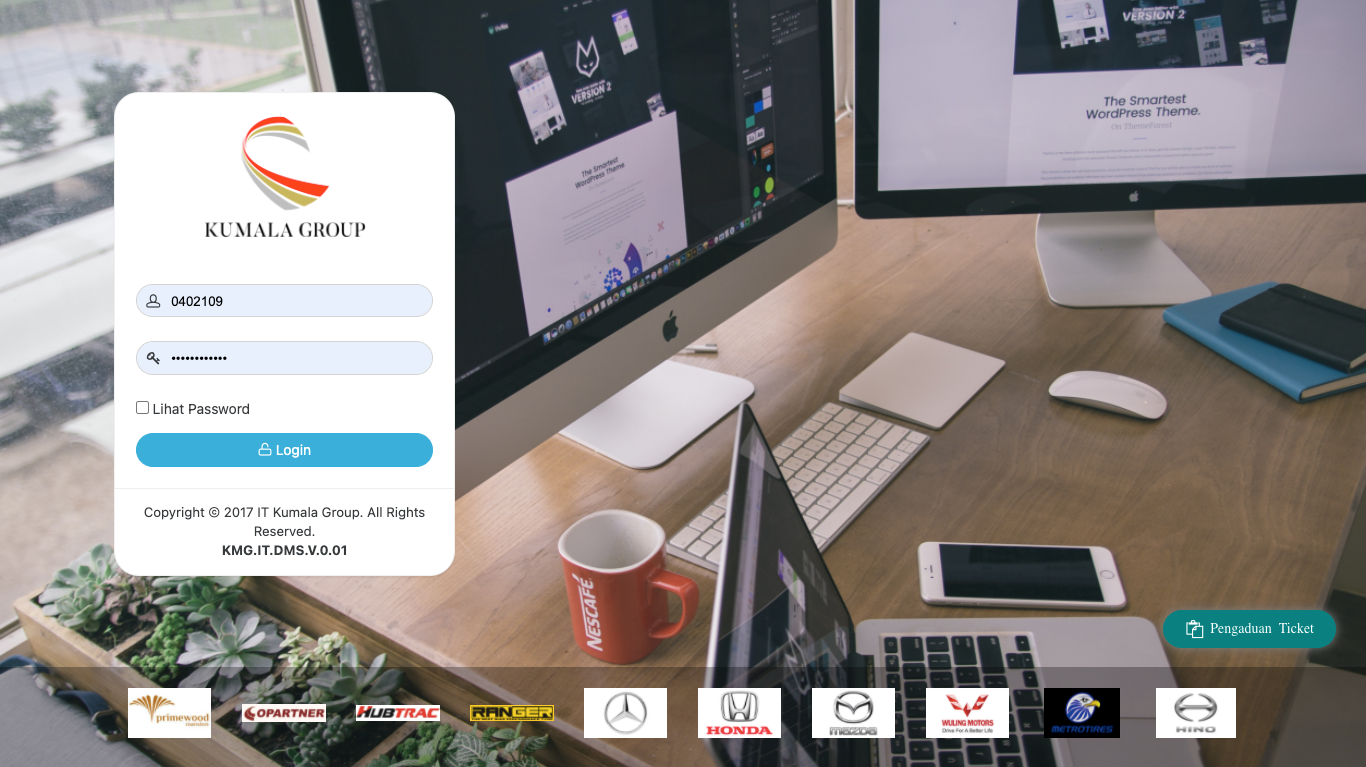 KUMALA GROUP
0402109
Lihat Password
Login
Copyright © 2017 IT Kumala Group. All Rights
Reserved.
KMG.IT.DMS.V.0.01
VERSION 2
The Smartest
WordPress Theme
VERSION 2
The Smartest
WordPress Theme.
On ThemeForest
NESCAFÉ
Pengaduan Ticket
primewood
COPARTNER
HUBTRAC
RANGER
HONDA
mazda
WULING MOTORS
Drive For A Better Life
METROTIRES
HINO